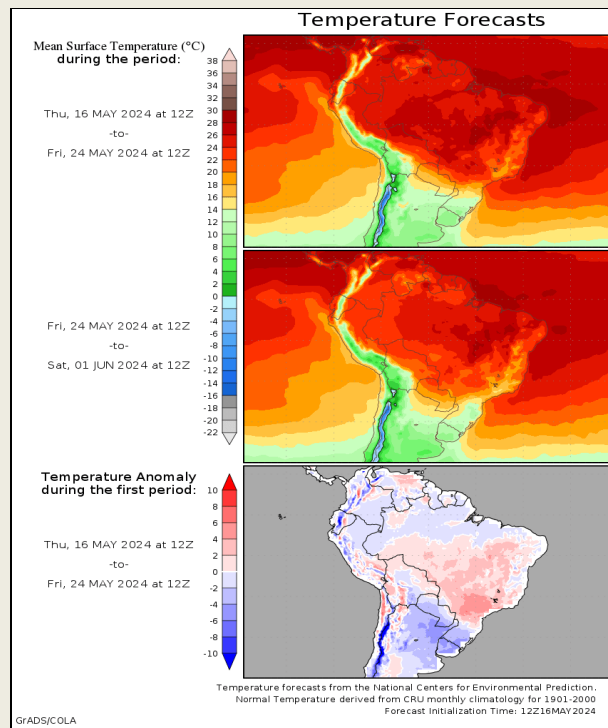 Temperature Forecasts
Mean Surface Temperature (°C)
during the period:
Thu, 16 MAY 2024 at 12Z
-to-
Fri, 24 MAY 2024 at 12Z
38
36
34
32
30
28
26
24
22
20
18
16
14
12
10
8
6
4
2
0
-2
-4
-6
-8
-10
-12
-14
-16
-18
-20
-22
Fri, 24 MAY 2024 at 12Z
-to-
Sat, 01 JUN 2024 at 12Z
Temperature Anomaly
during the first period:
Thu, 16 MAY 2024 at 12Z
-to-
Fri, 24 MAY 2024 at 12Z
10
8
6
4
2
0
-2
-4
-6
-8
-10
Temperature forecasts from the National Centers for Environmental Prediction.
Normal Temperature derived from CRU monthly climatology for 1901-2000
Forecast Initialization Time: 12Z16MAY2024
GrADS/COLA